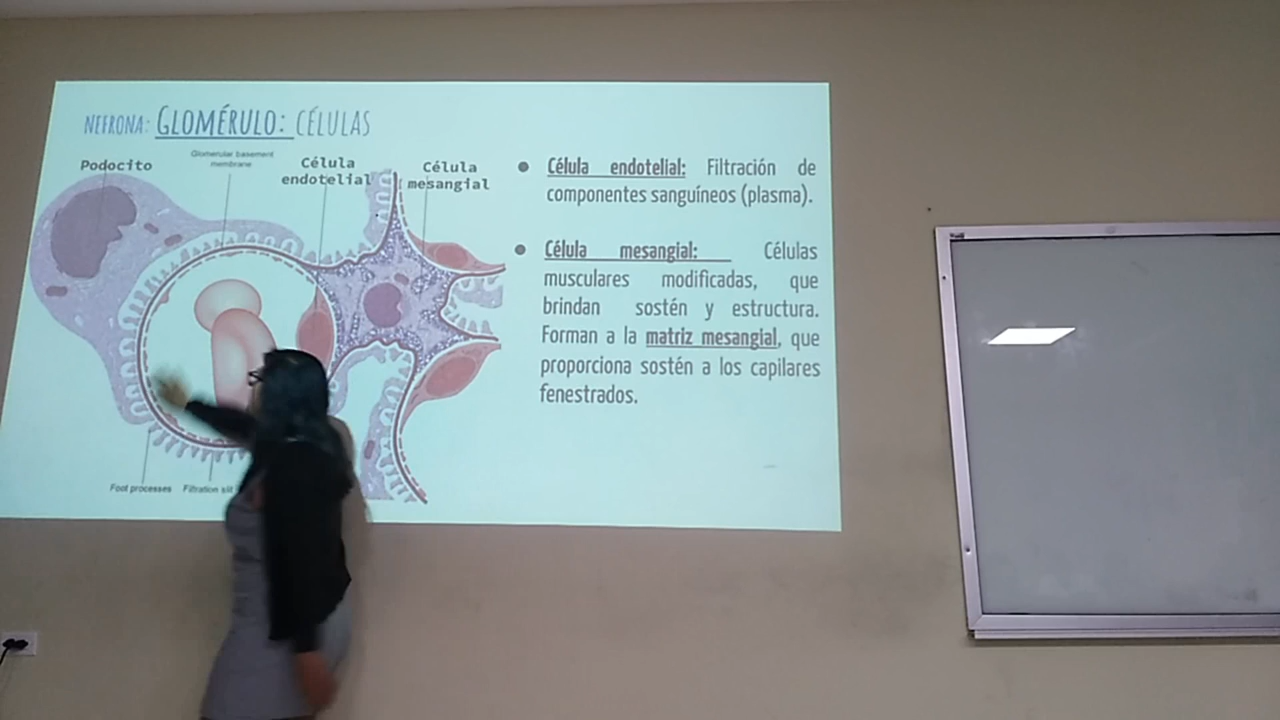 NEFRONA: GLOMÉRULO: CÉLULAS
Podocito
Glomerular basement
membrane
Célula
endotelial
Célula
mesangial
Foot processes
Filtration slit
● Célula endotelial: Filtración de
componentes sanguíneos (plasma).
● Célula mesangial: Células
musculares modificadas, que
brindan sostén y estructura.
Forman a la matriz mesangial, que
proporciona sostén a los capilares
fenestrados.